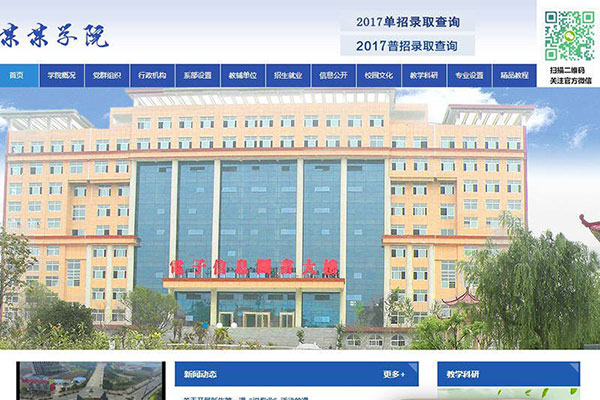 某某学院
2017单招录取查询
2017普招录取查询
扫描二维码
关注官方微信
首页 学院概况 党群组织 行政机构 系部设置 教辅单位 招生就业 信息公开 校园文化 教学科研 专业设置 精品教程
新闻动态 更多+
教学科研